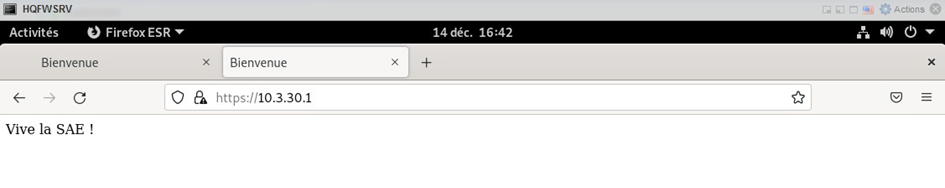 HQFWSRV
Actions
Activités
Firefox ESR
14 déc. 16:42
Bienvenue
Bienvenue
https://10.3.30.1
Vive la SAE !